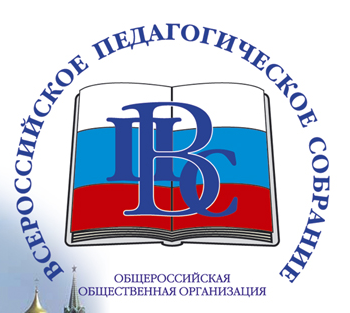 ВСЕРОССИЙСКОЕ ПЕДАГОГИЧЕСКОЕ СОБРАНИЕ
ВПС
ОБЩЕРОССИЙСКАЯ
ОБЩЕСТВЕННАЯ ОРГАНИЗАЦИЯ